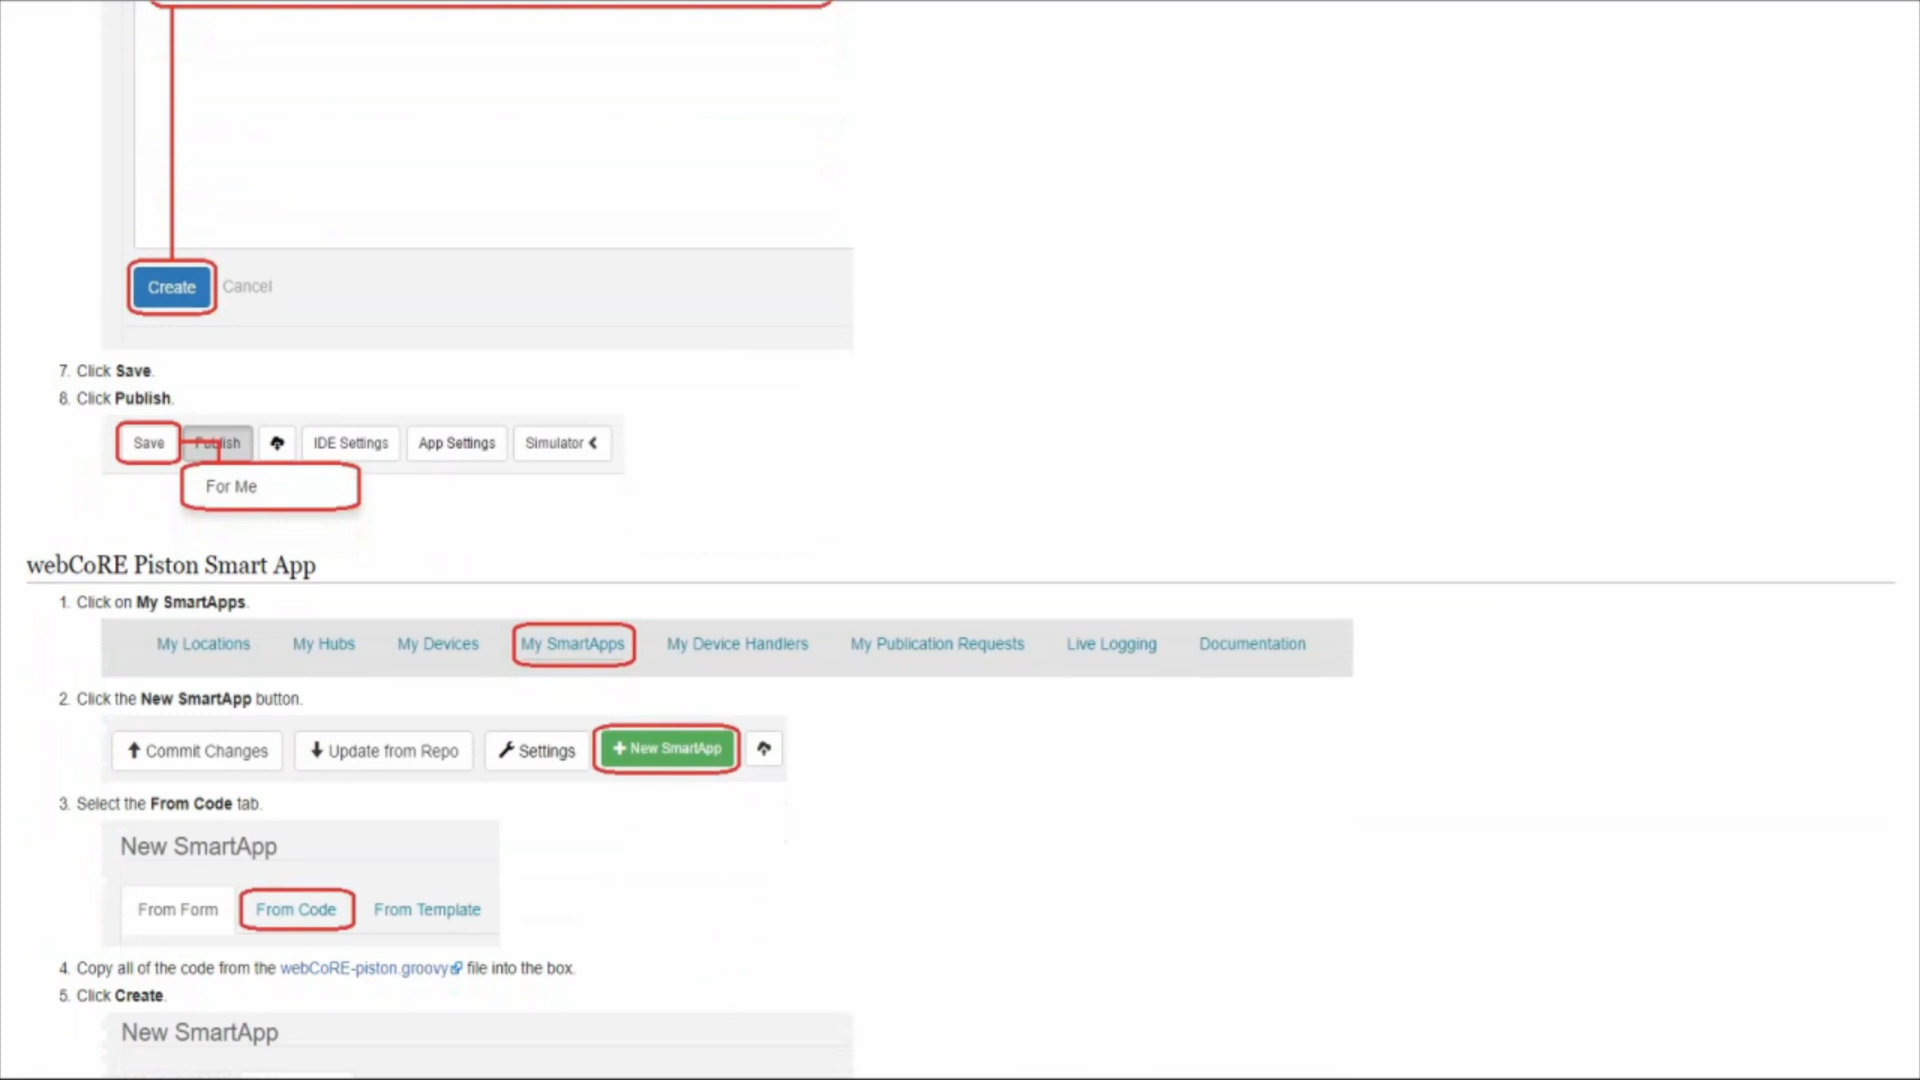 Create Cancel
7. Click Save.
8. Click Publish.
Save Publish IDE Settings App Settings Simulator
For Me
webCoRE Piston Smart App
1. Click on My SmartApps.
My Locations My Hubs My Devices My SmartApps My Device Handlers My Publication Requests Live Logging Documentation
2. Click the New SmartApp button.
Commit Changes Update from Repo Settings + New SmartApp
3. Select the From Code tab.
New SmartApp
From Form From Code From Template
4. Copy all of the code from the webCoRE-piston.groovy file into the box.
5. Click Create.
New SmartApp